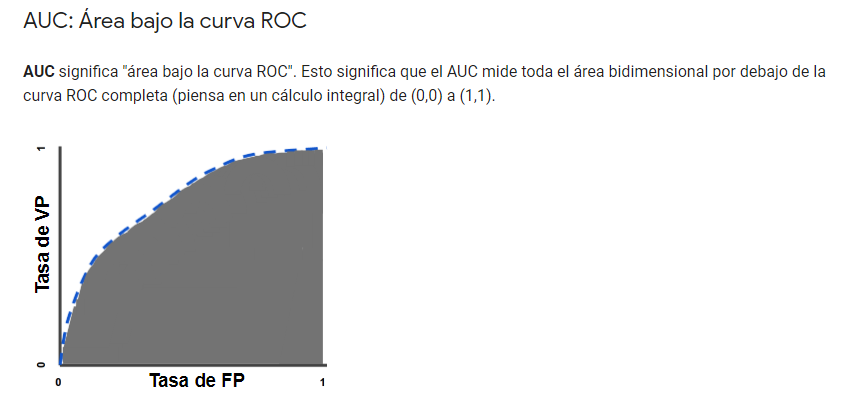 AUC: Área bajo la curva ROC
AUC significa "área bajo la curva ROC". Esto significa que el AUC mide toda el área bidimensional por debajo de la
curva ROC completa (piensa en un cálculo integral) de (0,0) a (1,1).
1
Tasa de VP
0
0
Tasa de FP
1